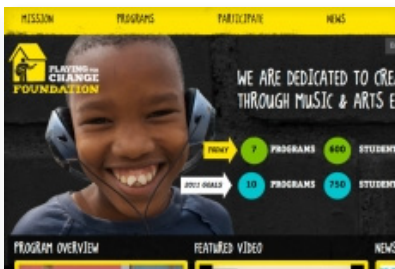 MISSION PROGRAMS PARTICIPATE NEWS
PLAYING FOR
CHANGE
FOUNDATION
WE ARE DEDICATED TO CREA
THROUGH MUSIC & ARTS E
TODAY 7 PROGRAMS 600 STUDENT
2011 GOALS 10 PROGRAMS 750 STUDENT
PROGRAM OVERVIEW FEATURED VIDEO NEWS